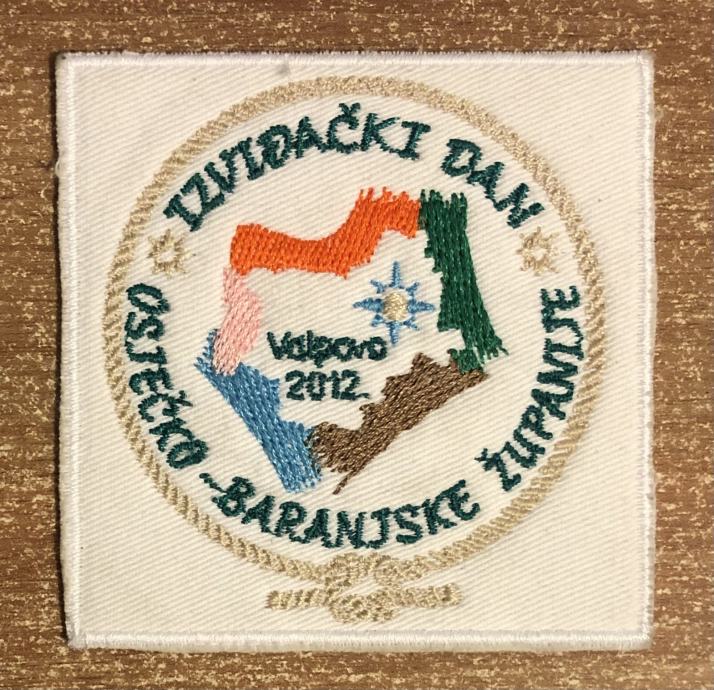 IZVIĐAČKI DAN
OSJEČKO-BARANJSKE ŽUPANIJE
Valpovo
2012.